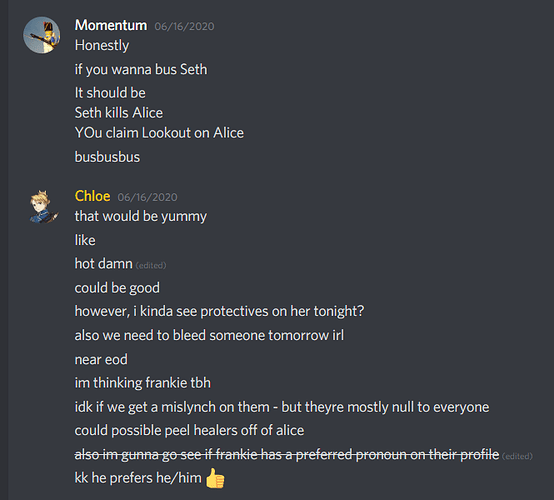 Momentum 06/16/2020
Honestly
if you wanna bus Seth
It should be
Seth kills Alice
YOu claim Lookout on Alice
busbusbus
Chloe 06/16/2020
that would be yummy
like
hot damn (edited)
could be good
however, i kinda see protectives on her tonight?
also we need to bleed someone tomorrow irl
near eod
im thinking frankie tbh
idk if we get a mislynch on them - but theyre mostly null to everyone
could possible peel healers off of alice
also im gunna go see if frankie has a preferred pronoun on their profile (edited)
kk he prefers he/him 👍